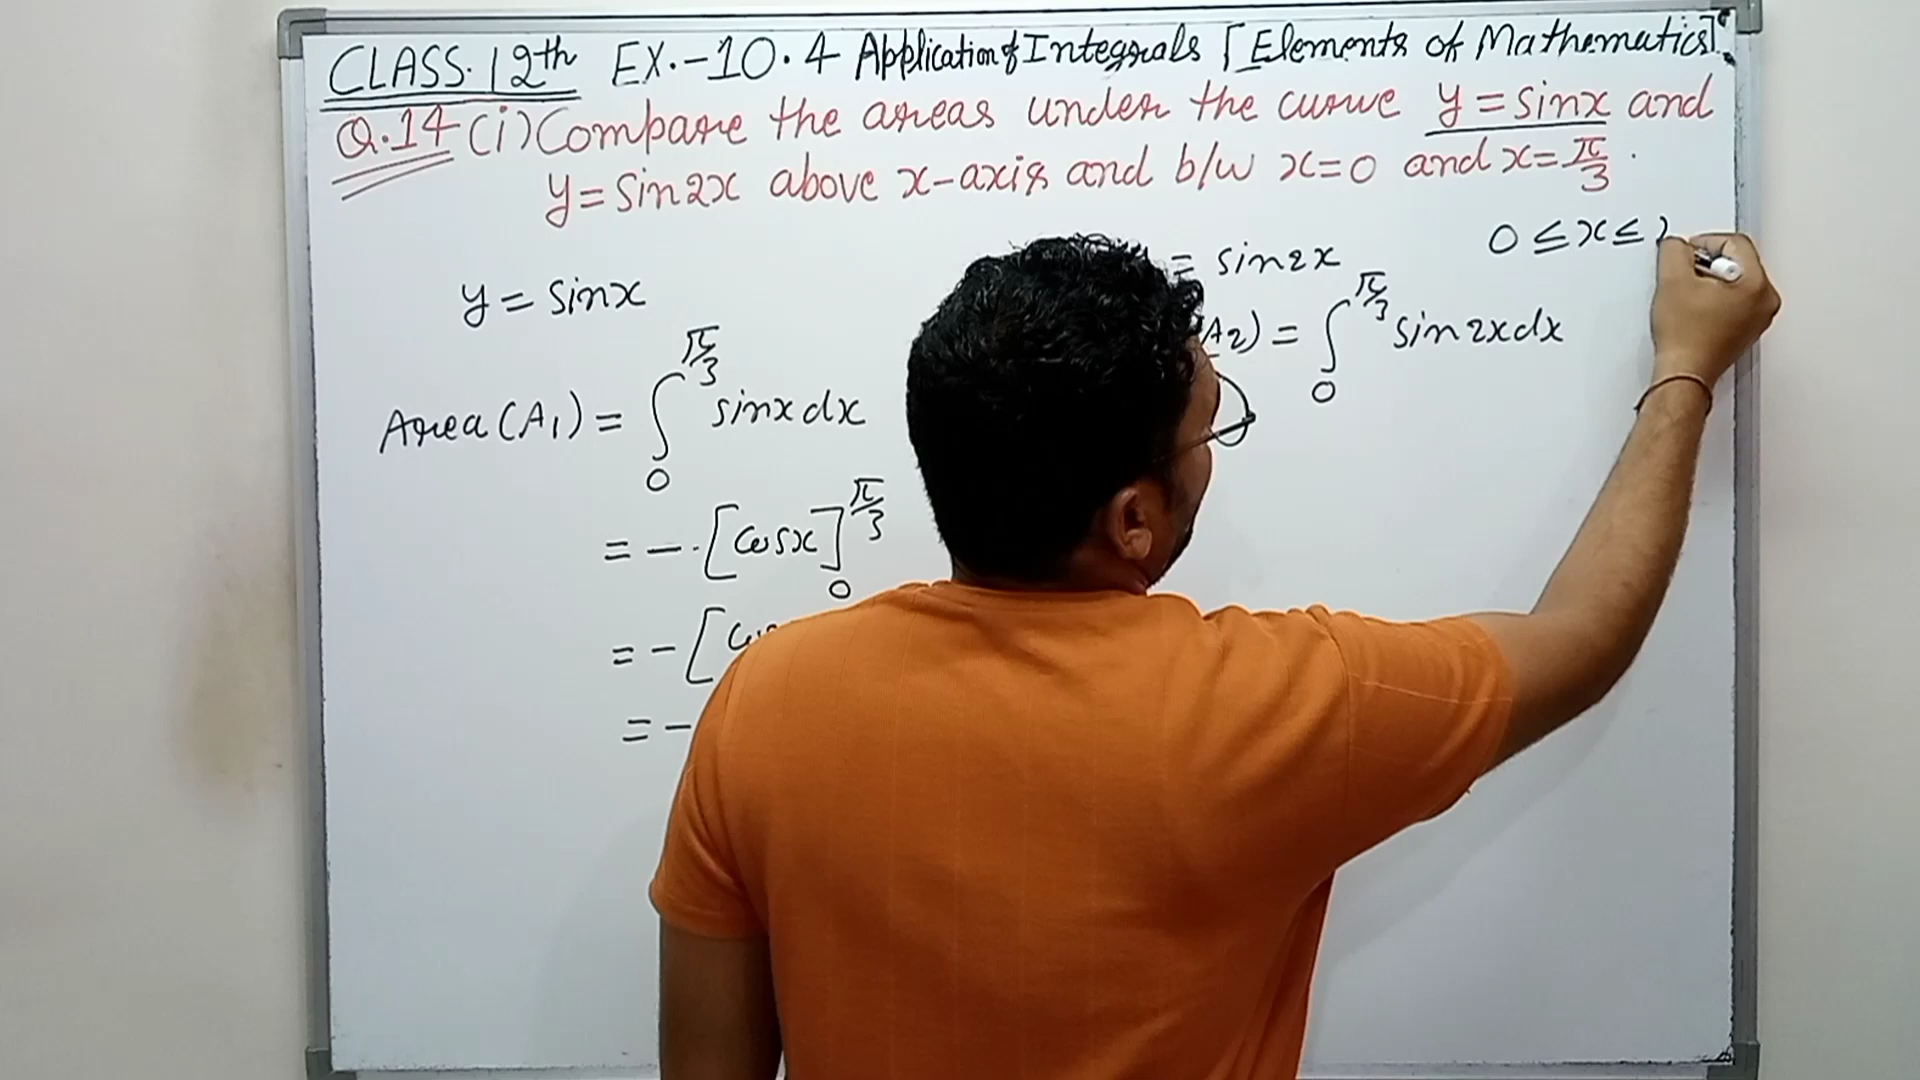 CLASS. 12th EX.-10.4 Application of Integrals [Elements of Mathematics]
Q.14 (i) Compare the areas under the curve y = sinx and
y = sin2x above x-axis and b/w x=0 and x=π/3.
0 ≤ x ≤
= sin2x
y = sinx
Area (A1) = ∫₀^(π/3) sinx dx
A2) = ∫₀^(π/3) sin2xdx
= -[cosx]₀^(π/3)
= -[
= -